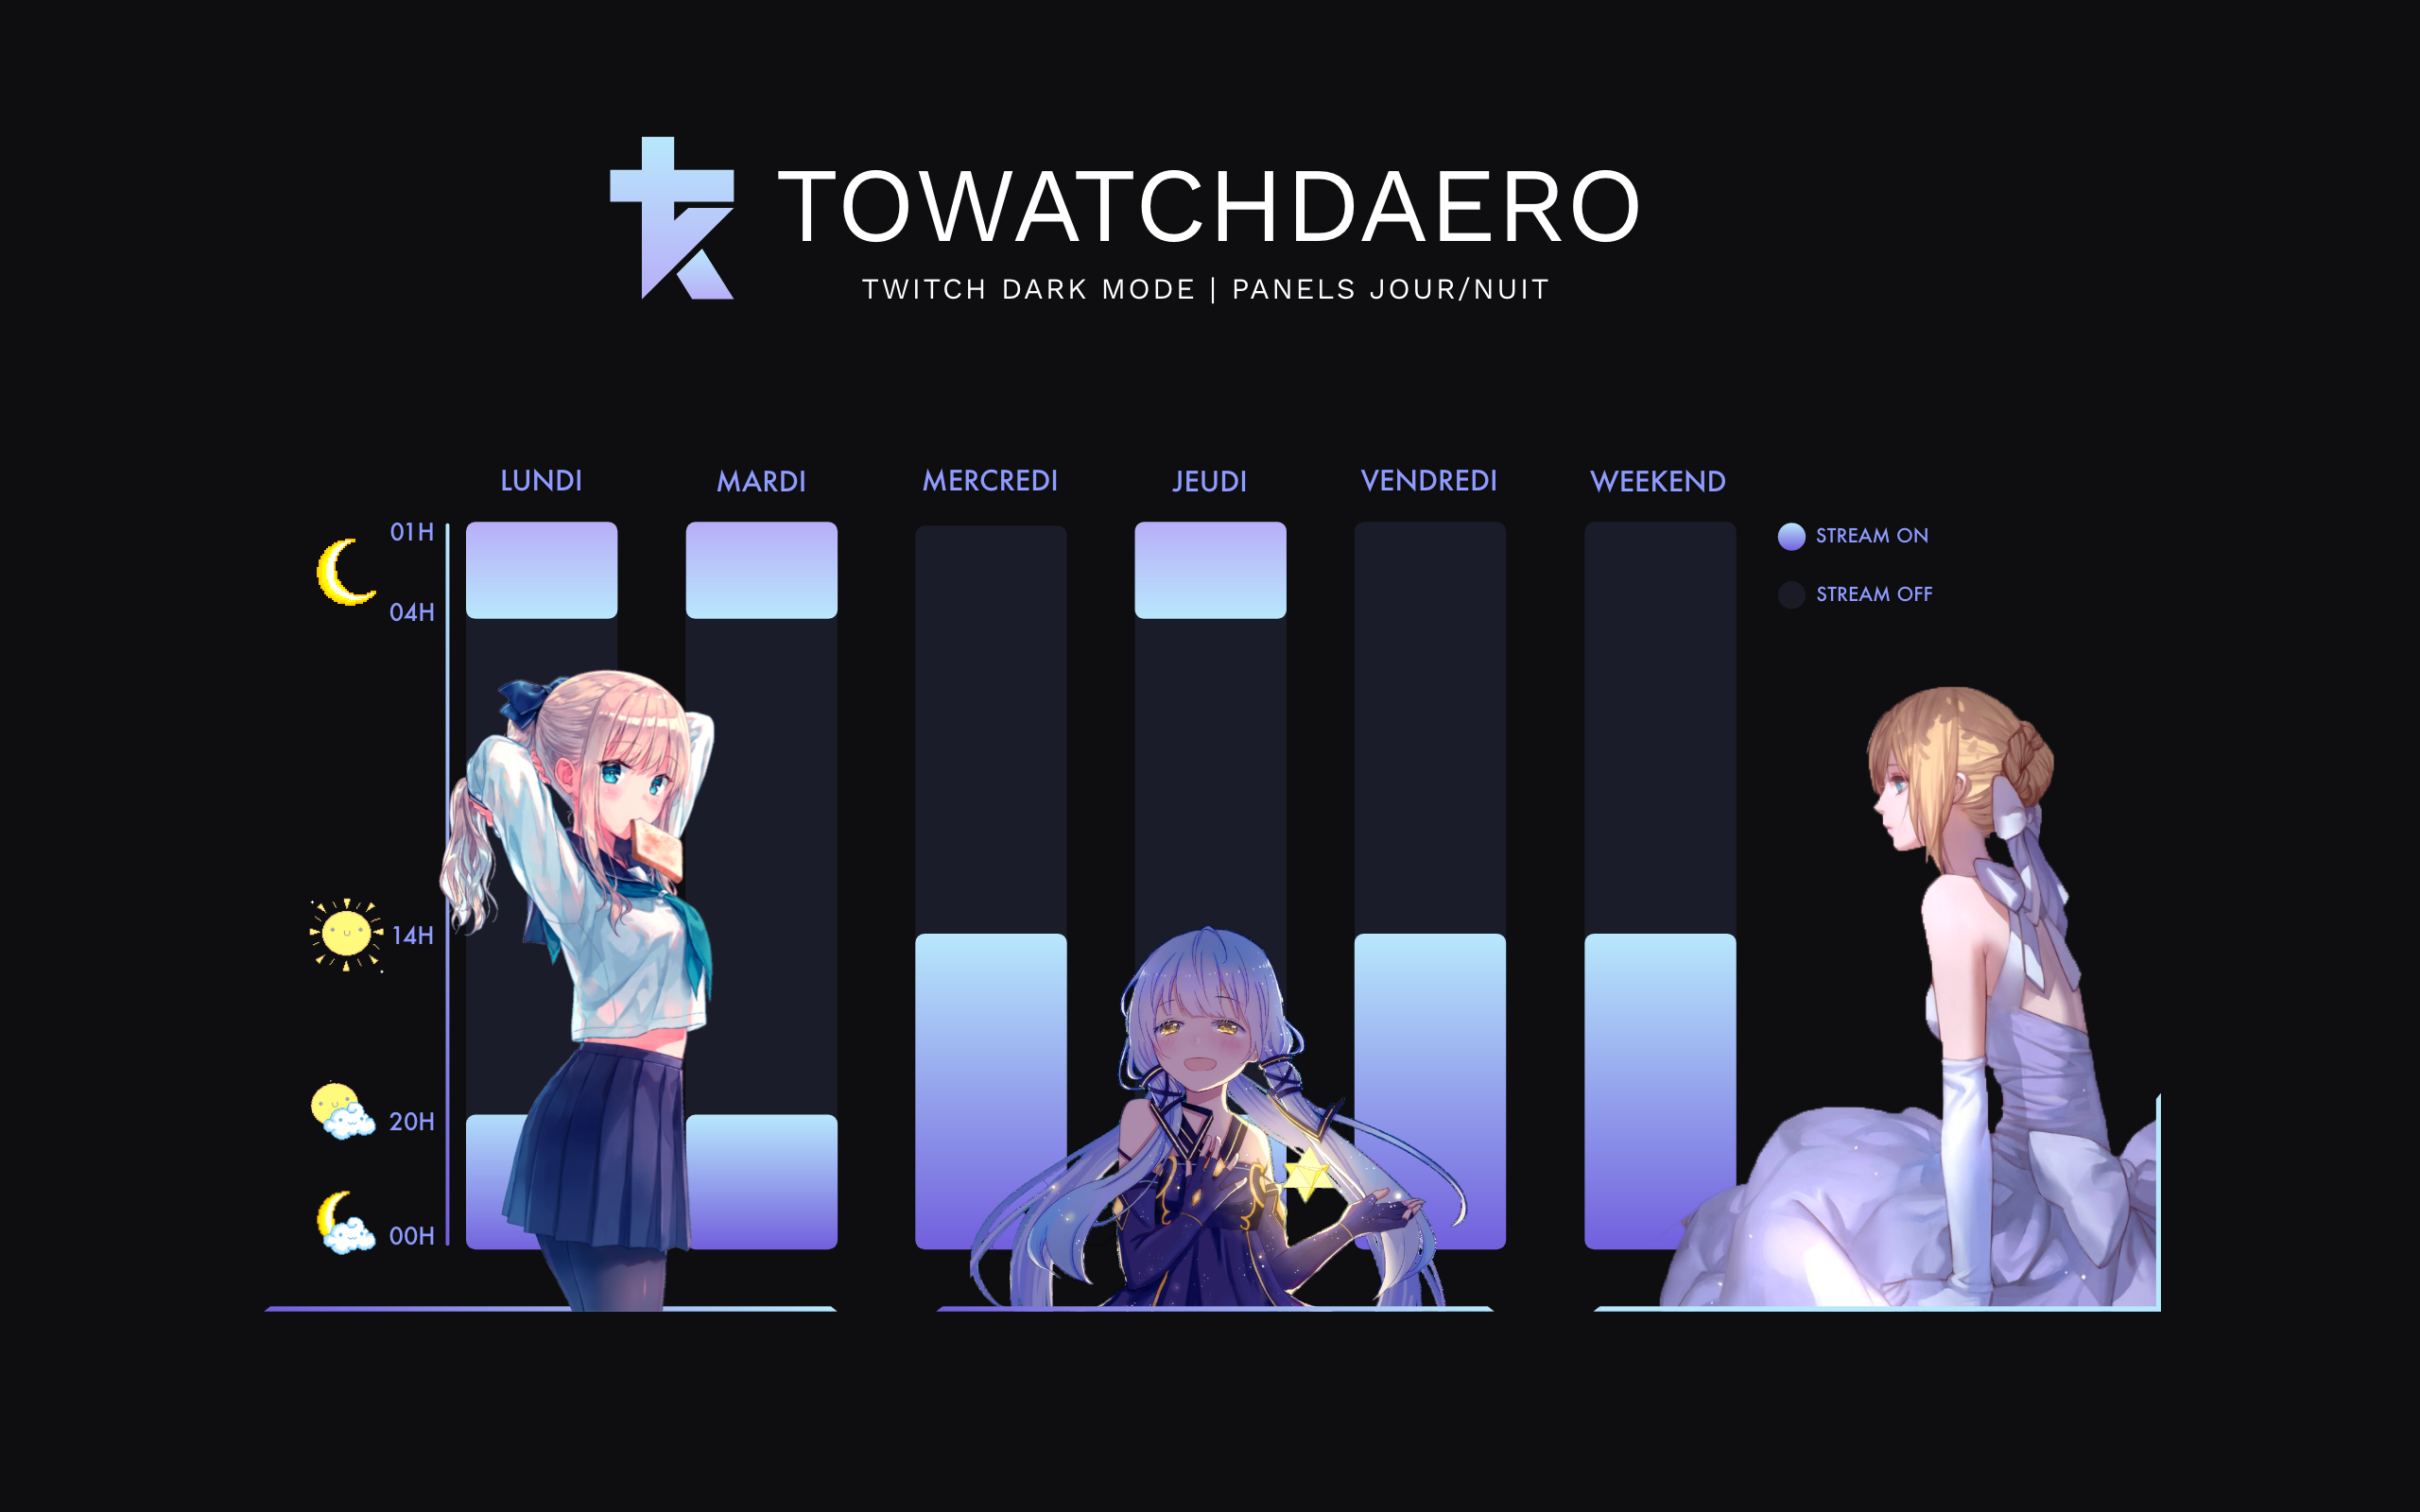 TOWATCHDAERO
TWITCH DARK MODE | PANELS JOUR/NUIT
LUNDI
MARDI
MERCREDI
JEUDI
VENDREDI
WEEKEND
01H
04H
14H
20H
00H
STREAM ON
STREAM OFF